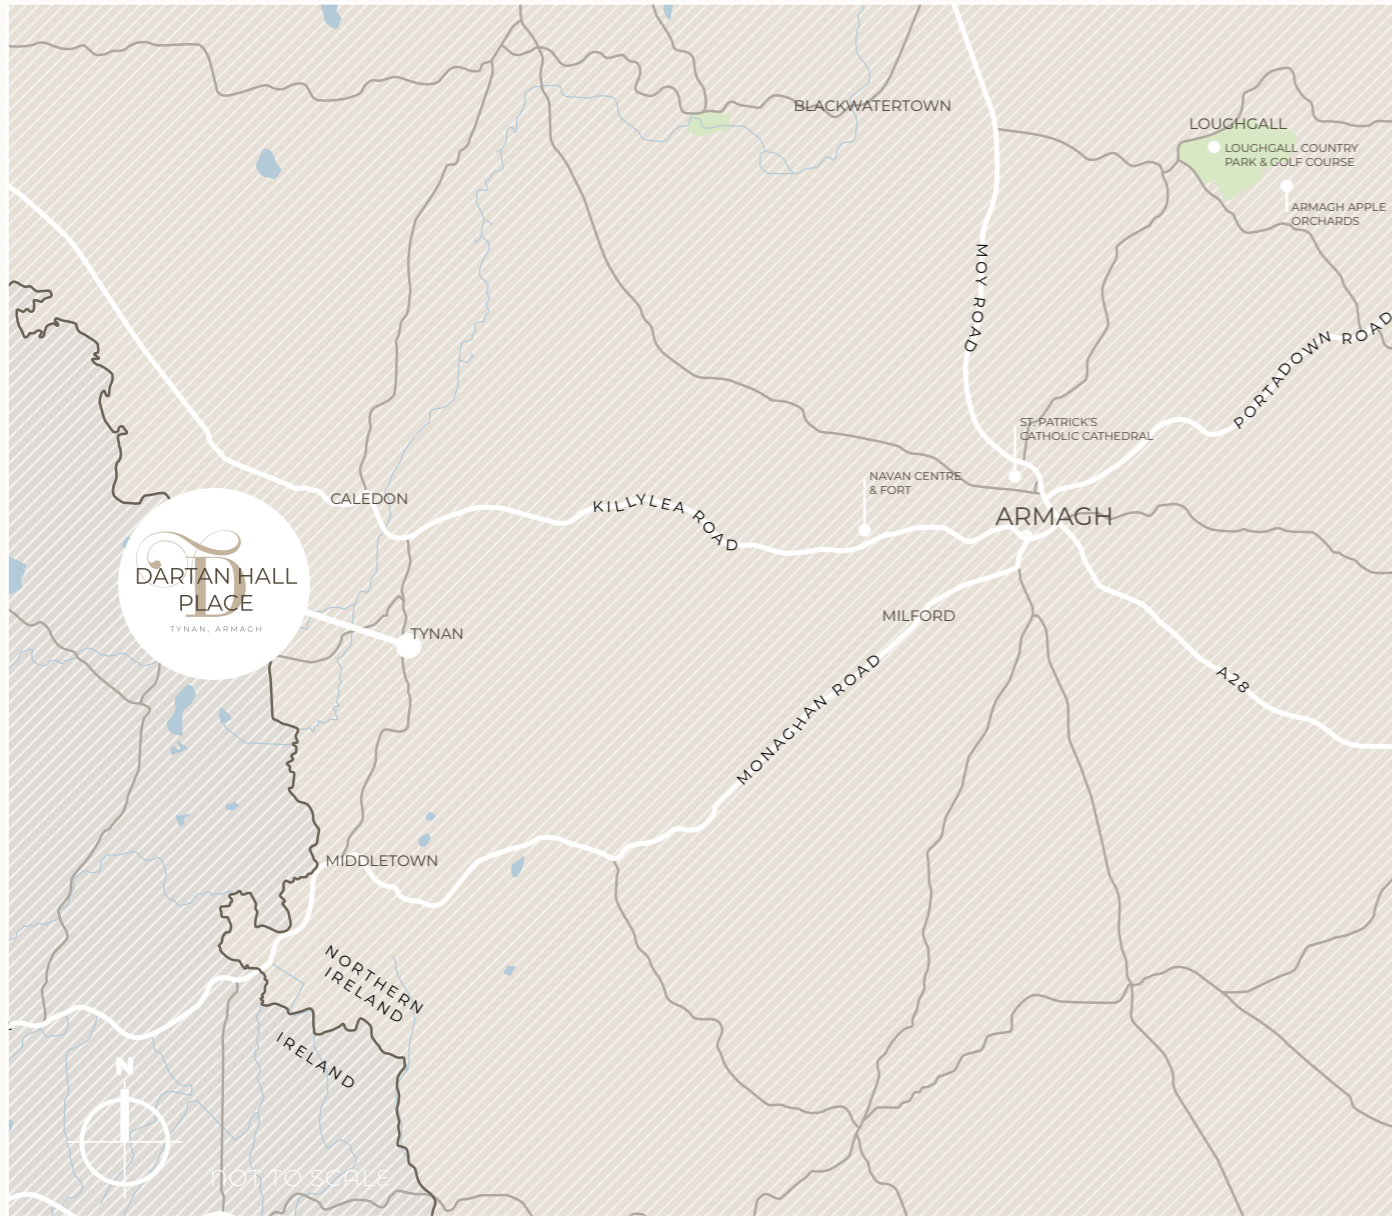 BLACKWATERTOWN
LOUGHGALL
LOUGHGALL COUNTRY
PARK & GOLF COURSE
ARMAGH APPLE
ORCHARDS
MOY ROAD
PORTADOWN ROAD
ST. PATRICK'S
CATHOLIC CATHEDRAL
NAVAN CENTRE
& FORT
CALEDON
KILLYLEA ROAD
ARMAGH
D
DARTAN HALL
PLACE
TYNAN, ARMAGH
TYNAN
MILFORD
MONAGHAN ROAD
A28
MIDDLETOWN
NORTHERN
IRELAND
IRELAND
N
NOT TO SCALE